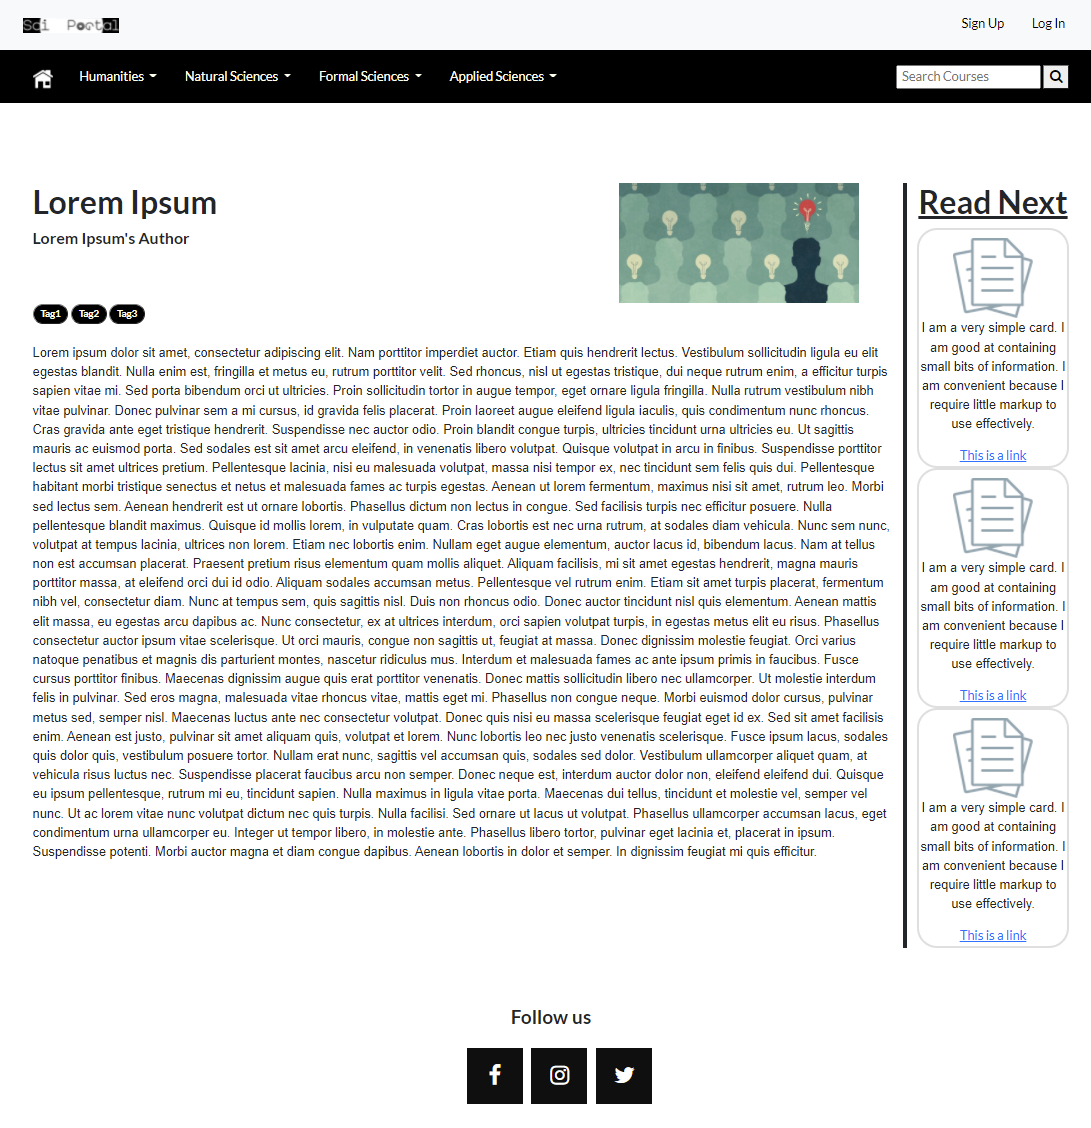 Sci Portal
Sign Up Log In
Humanities Natural Sciences Formal Sciences Applied Sciences Search Courses
Lorem Ipsum
Lorem Ipsum's Author
Tag1 Tag2 Tag3
Lorem ipsum dolor sit amet, consectetur adipiscing elit. Nam porttitor imperdiet auctor. Etiam quis hendrerit lectus. Vestibulum sollicitudin ligula eu elit
egestas blandit. Nulla enim est, fringilla et metus eu, rutrum porttitor velit. Sed rhoncus, nisl ut egestas tristique, dui neque rutrum enim, a efficitur turpis
sapien vitae mi. Sed porta bibendum orci ut ultricies. Proin sollicitudin tortor in augue tempor, eget ornare ligula fringilla. Nulla rutrum vestibulum nibh
vitae pulvinar. Donec pulvinar sem a mi cursus, id gravida felis placerat. Proin laoreet augue eleifend ligula iaculis, quis condimentum nunc rhoncus.
Cras gravida ante eget tristique hendrerit. Suspendisse nec auctor odio. Proin blandit congue turpis, ultricies tincidunt urna ultricies eu. Ut sagittis
mauris ac euismod porta. Sed sodales est sit amet arcu eleifend, in venenatis libero volutpat. Quisque volutpat in arcu in finibus. Suspendisse porttitor
lectus sit amet ultrices pretium. Pellentesque lacinia, nisi eu malesuada volutpat, massa nisi tempor ex, nec tincidunt sem felis quis dui. Pellentesque
habitant morbi tristique senectus et netus et malesuada fames ac turpis egestas. Aenean ut lorem fermentum, maximus nisi sit amet, rutrum leo. Morbi
sed lectus sem. Aenean hendrerit est ut ornare lobortis. Phasellus dictum non lectus in congue. Sed facilisis turpis nec efficitur posuere. Nulla
pellentesque blandit maximus. Quisque id mollis lorem, in vulputate quam. Cras lobortis est nec urna rutrum, at sodales diam vehicula. Nunc sem nunc,
volutpat at tempus lacinia, ultrices non lorem. Etiam nec lobortis enim. Nullam eget augue elementum, auctor lacus id, bibendum lacus. Nam at tellus
non est accumsan placerat. Praesent pretium risus elementum quam mollis aliquet. Aliquam facilisis, mi sit amet egestas hendrerit, magna mauris
porttitor massa, at eleifend orci dui id odio. Aliquam sodales accumsan metus. Pellentesque vel rutrum enim. Etiam sit amet turpis placerat, fermentum
nibh vel, consectetur diam. Nunc at tempus sem, quis sagittis nisl. Duis non rhoncus odio. Donec auctor tincidunt nisl quis elementum. Aenean mattis
elit massa, eu egestas arcu dapibus ac. Nunc consectetur, ex at ultrices interdum, orci sapien volutpat turpis, in egestas metus elit eu risus. Phasellus
consectetur auctor ipsum vitae scelerisque. Ut orci mauris, congue non sagittis ut, feugiat at massa. Donec dignissim molestie feugiat. Orci varius
natoque penatibus et magnis dis parturient montes, nascetur ridiculus mus. Interdum et malesuada fames ac ante ipsum primis in faucibus. Fusce
cursus porttitor finibus. Maecenas dignissim augue quis erat porttitor venenatis. Donec mattis sollicitudin libero nec ullamcorper. Ut molestie interdum
felis in pulvinar. Sed eros magna, malesuada vitae rhoncus vitae, mattis eget mi. Phasellus non congue neque. Morbi euismod dolor cursus, pulvinar
metus sed, semper nisl. Maecenas luctus ante nec consectetur volutpat. Donec quis nisi eu massa scelerisque feugiat eget id ex. Sed sit amet facilisis
enim. Aenean est justo, pulvinar sit amet aliquam quis, volutpat et lorem. Nunc lobortis leo nec justo venenatis scelerisque. Fusce ipsum lacus, sodales
quis dolor quis, vestibulum posuere tortor. Nullam erat nunc, sagittis vel accumsan quis, sodales sed dolor. Vestibulum ullamcorper aliquet quam, at
vehicula risus luctus nec. Suspendisse placerat faucibus arcu non semper. Donec neque est, interdum auctor dolor non, eleifend eleifend dui. Quisque
eu ipsum pellentesque, rutrum mi eu, tincidunt sapien. Nulla maximus in ligula vitae porta. Maecenas dui tellus, tincidunt et molestie vel, semper vel
nunc. Ut ac lorem vitae nunc volutpat dictum nec quis turpis. Nulla facilisi. Sed ornare ut lacus ut volutpat. Phasellus ullamcorper accumsan lacus, eget
condimentum urna ullamcorper eu. Integer ut tempor libero, in molestie ante. Phasellus libero tortor, pulvinar eget lacinia et, placerat in ipsum.
Suspendisse potenti. Morbi auctor magna et diam congue dapibus. Aenean lobortis in dolor et semper. In dignissim feugiat mi quis efficitur.
Read Next
I am a very simple card. I
am good at containing
small bits of information. I
am convenient because I
require little markup to
use effectively.
This is a link
I am a very simple card. I
am good at containing
small bits of information. I
am convenient because I
require little markup to
use effectively.
This is a link
I am a very simple card. I
am good at containing
small bits of information. I
am convenient because I
require little markup to
use effectively.
This is a link
Follow us